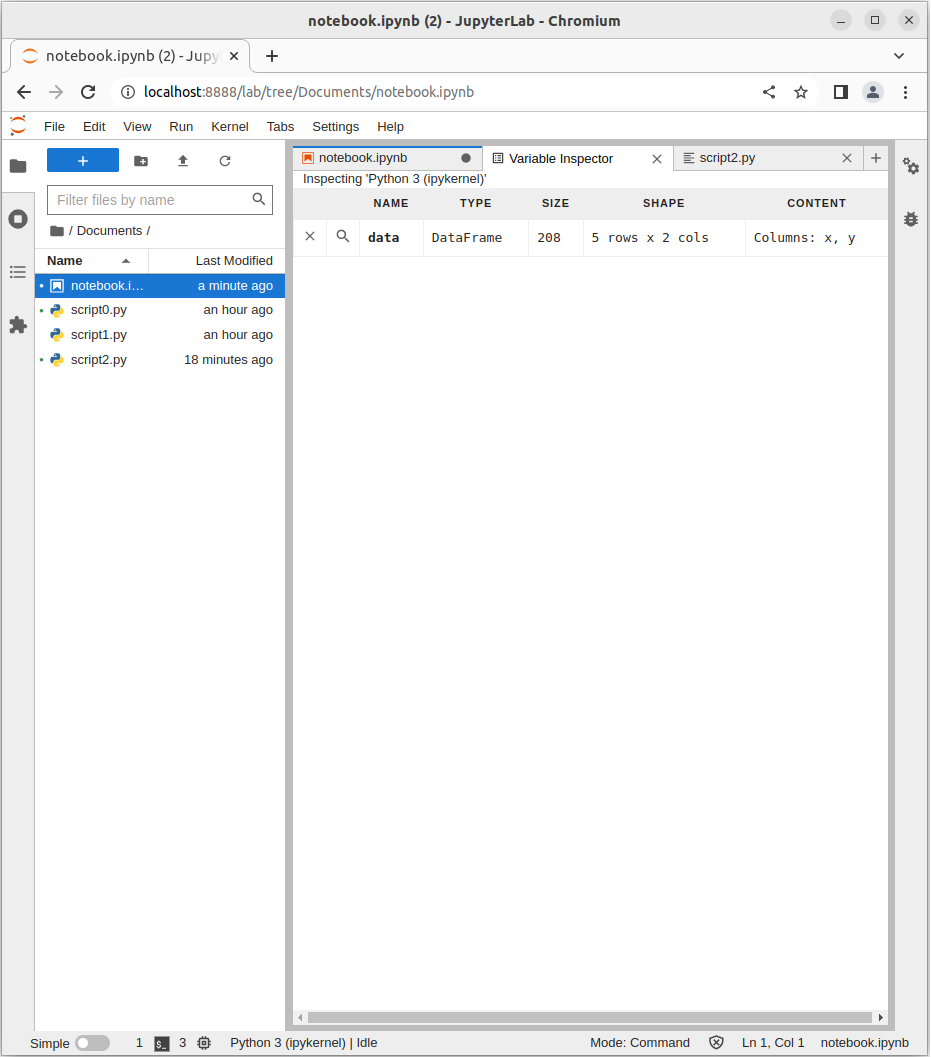 notebook.ipynb (2) - JupyterLab - Chromium
notebook.ipynb (2) - Jupy
localhost:8888/lab/tree/Documents/notebook.ipynb
File Edit View Run Kernel Tabs Settings Help
notebook.ipynb Variable Inspector script2.py
Inspecting 'Python 3 (ipykernel)'
Filter files by name
/ Documents /
Name Last Modified
notebook.i… a minute ago
script0.py an hour ago
script1.py an hour ago
script2.py 18 minutes ago
NAME TYPE SIZE SHAPE CONTENT
data DataFrame 208 5 rows x 2 cols Columns: x, y
Simple 1 $_ 3 Python 3 (ipykernel) | Idle Mode: Command Ln 1, Col 1 notebook.ipynb